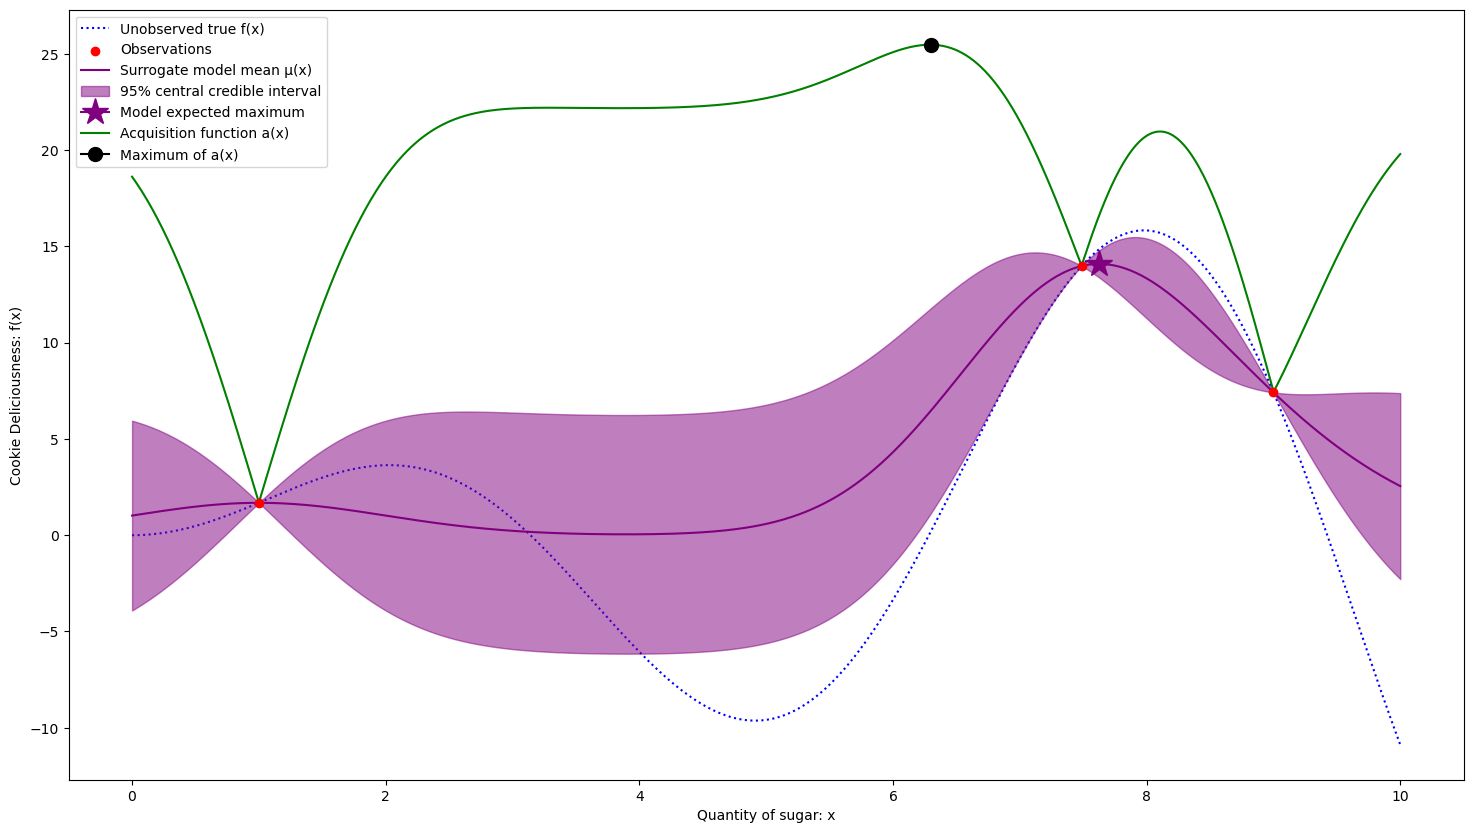 Unobserved true f(x)
Observations
Surrogate model mean μ(x)
95% central credible interval
Model expected maximum
Acquisition function a(x)
Maximum of a(x)
25
20
15
10
5
0
−5
−10
Cookie Deliciousness: f(x)
0 2 4 6 8 10
Quantity of sugar: x